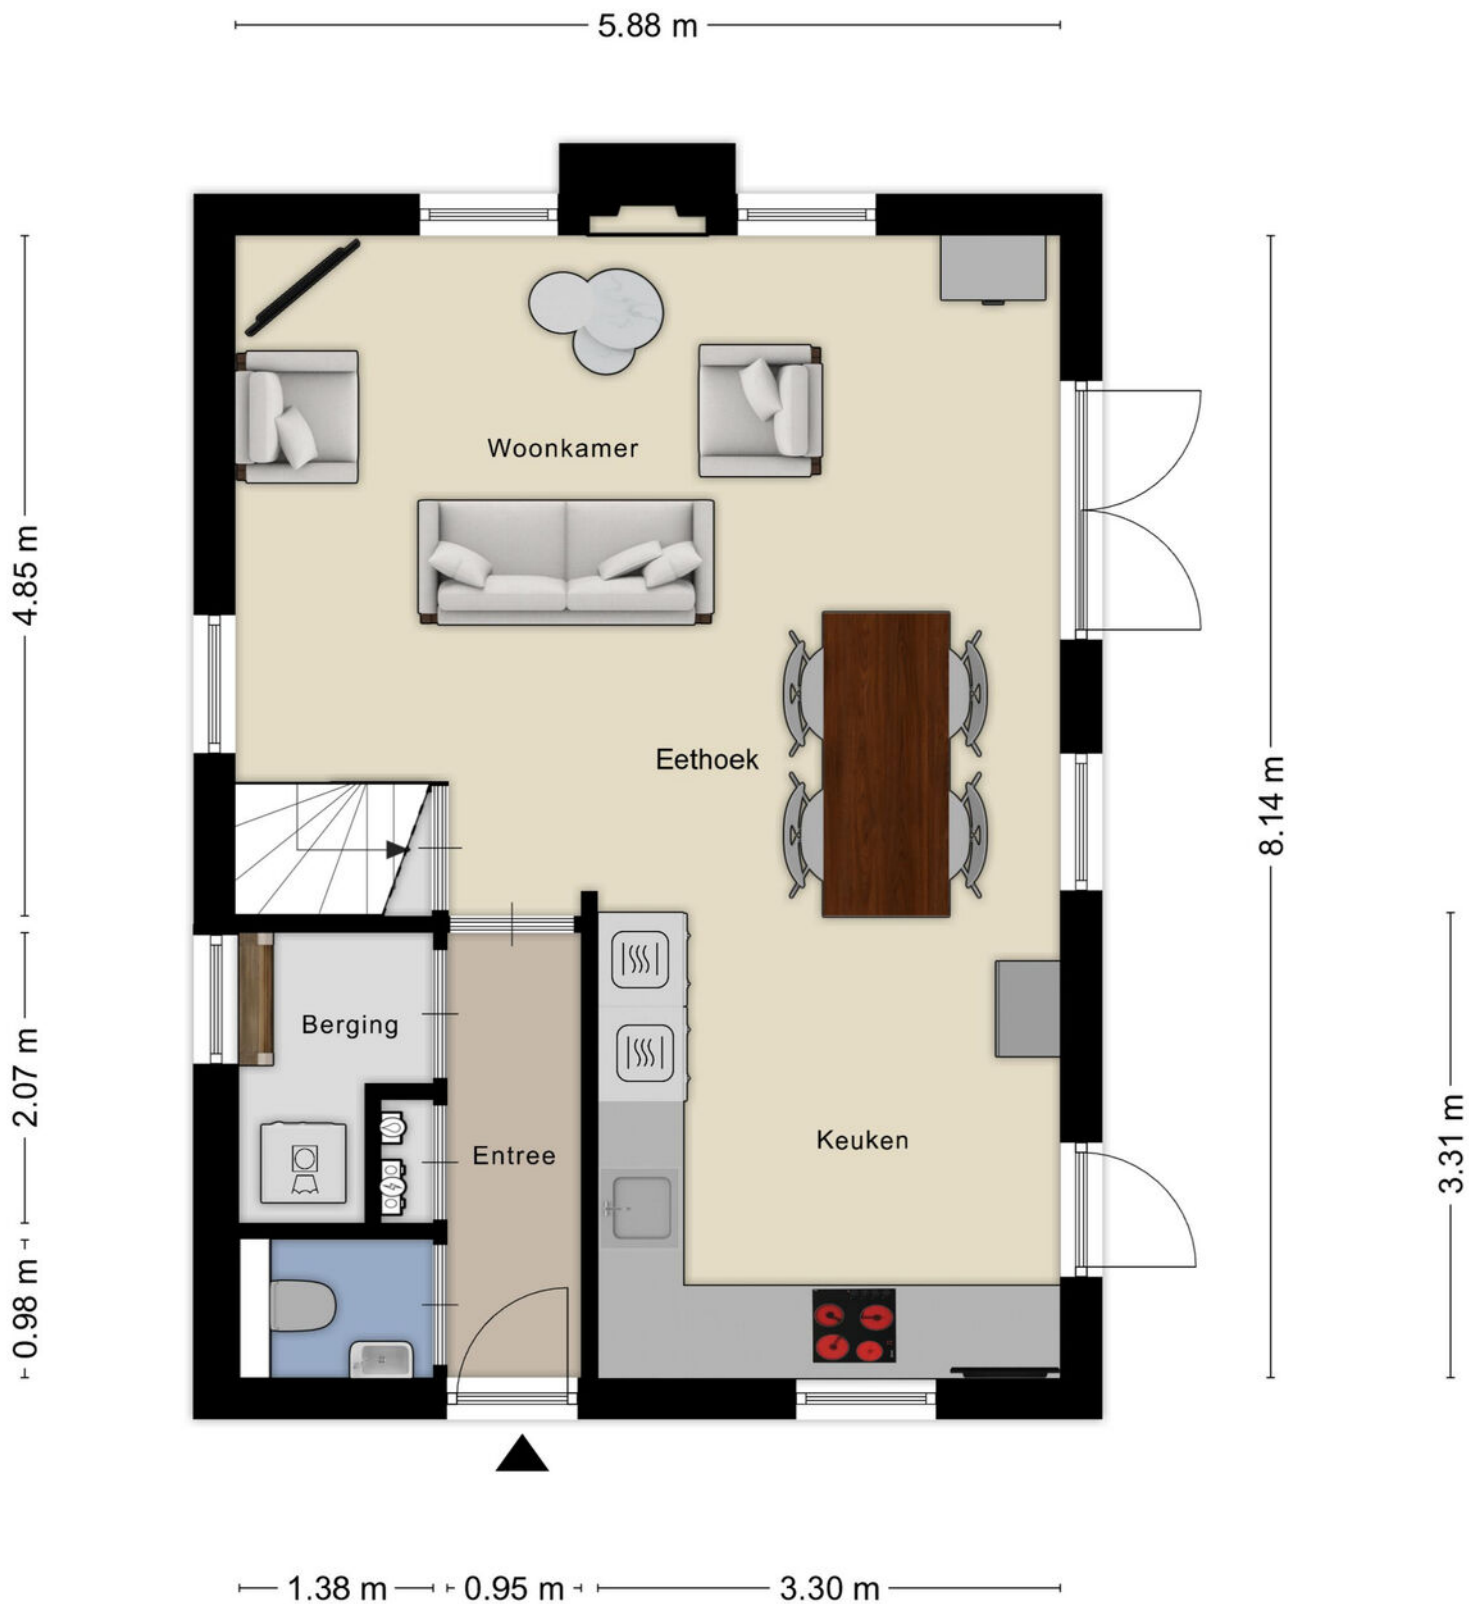 5.88 m
Woonkamer
4.85 m
Eethoek
8.14 m
Berging
2.07 m
Entree
Keuken
3.31 m
0.98 m
1.38 m
0.95 m
3.30 m